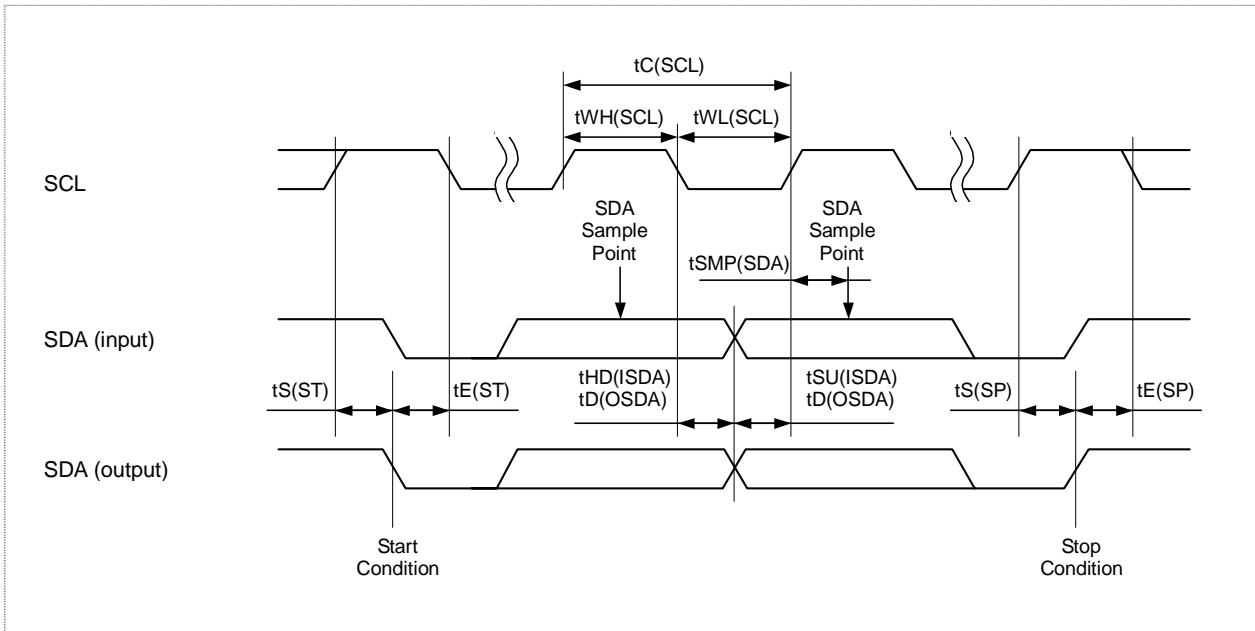 tC(SCL)
tWH(SCL) tWL(SCL)
SCL
SDA
Sample
Point
SDA
Sample
Point
tSMP(SDA)
SDA (input)
tS(ST) tE(ST)
tHD(ISDA)
tD(OSDA)
tSU(ISDA)
tD(OSDA)
tS(SP) tE(SP)
SDA (output)
Start
Condition
Stop
Condition